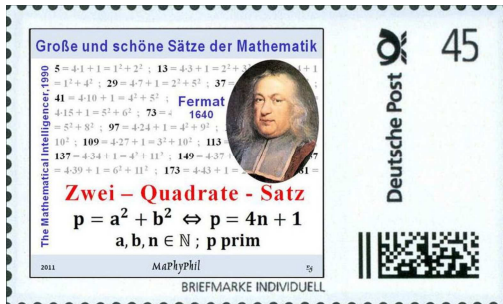 Große und schöne Sätze der Mathematik
The Mathematical Intelligencer,1990
5 = 4·1 + 1 = 1² + 2² ; 13 = 4·3 + 1 = 2² + 3²
= 1² + 4² ; 29 = 4·7 + 1 = 2² + 5² ; 37
41 = 4·10 + 1 = 4² + 5² ;
Fermat
1640
4·15 + 1 = 5² + 6² ; 73 =
= 5² + 8² ; 97 = 4·24 + 1 = 4² + 9² ;
10² ; 109 = 4·27 + 1 = 3² + 10² ; 113
137 = 4·34 + 1 = 4² + 11² ; 149 = 4·37
= 4·39 + 1 = 6² + 11² ; 173 = 4·43 + 1
Zwei – Quadrate - Satz
p = a² + b² ⇔ p = 4n + 1
a, b, n ∈ ℕ ; p prim
2011 MaPhyPhil
BRIEFMARKE INDIVIDUELL
Deutsche Post
45